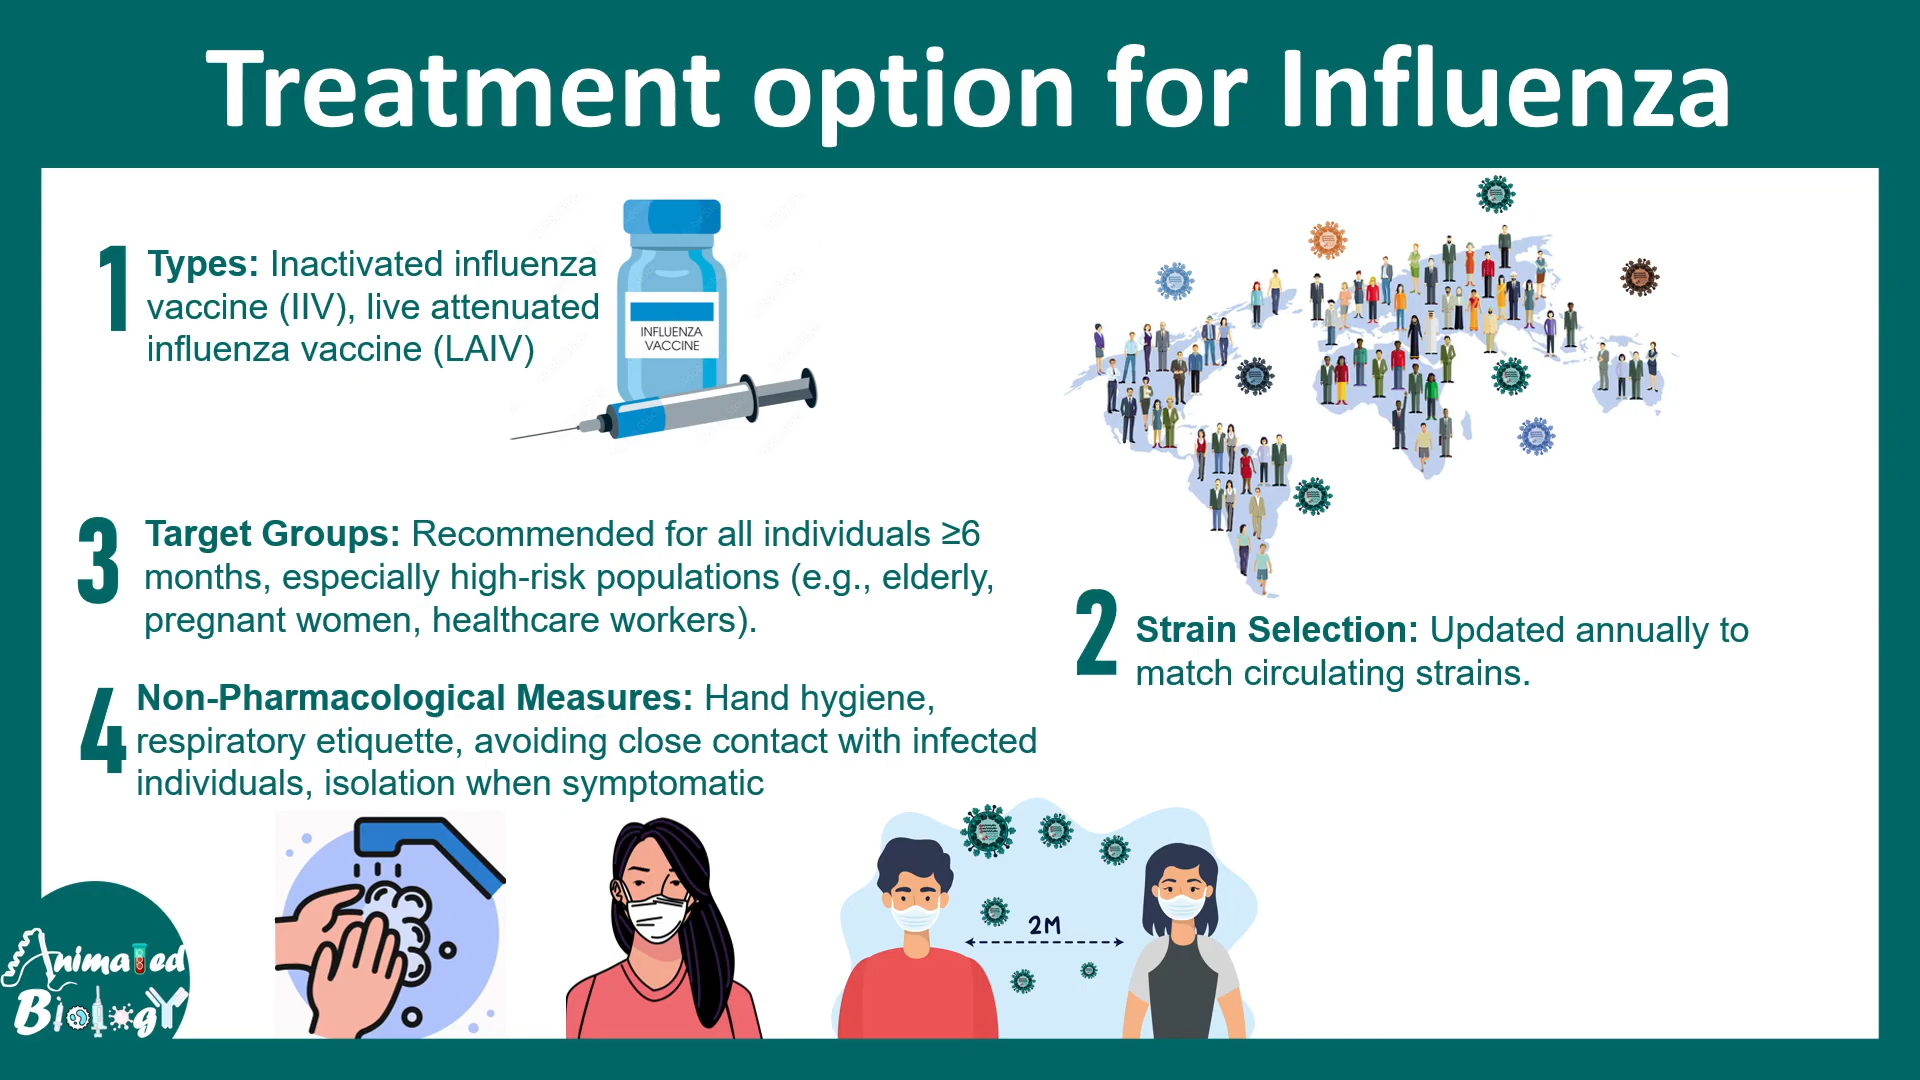 Treatment option for Influenza
1
Types: Inactivated influenza
vaccine (IIV), live attenuated
influenza vaccine (LAIV)
INFLUENZA
VACCINE
2
Strain Selection: Updated annually to
match circulating strains.
3
Target Groups: Recommended for all individuals ≥6
months, especially high-risk populations (e.g., elderly,
pregnant women, healthcare workers).
4
Non-Pharmacological Measures: Hand hygiene,
respiratory etiquette, avoiding close contact with infected
individuals, isolation when symptomatic
2M
Animated
Biology